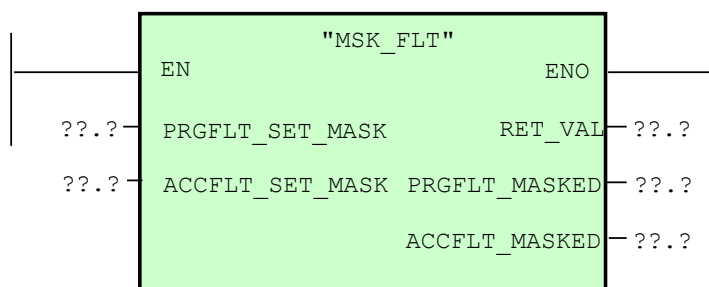 "MSK_FLT"
EN ENO
??.? PRGFLT_SET_MASK RET_VAL ??.?
??.? ACCFLT_SET_MASK PRGFLT_MASKED ??.?
ACCFLT_MASKED ??.?